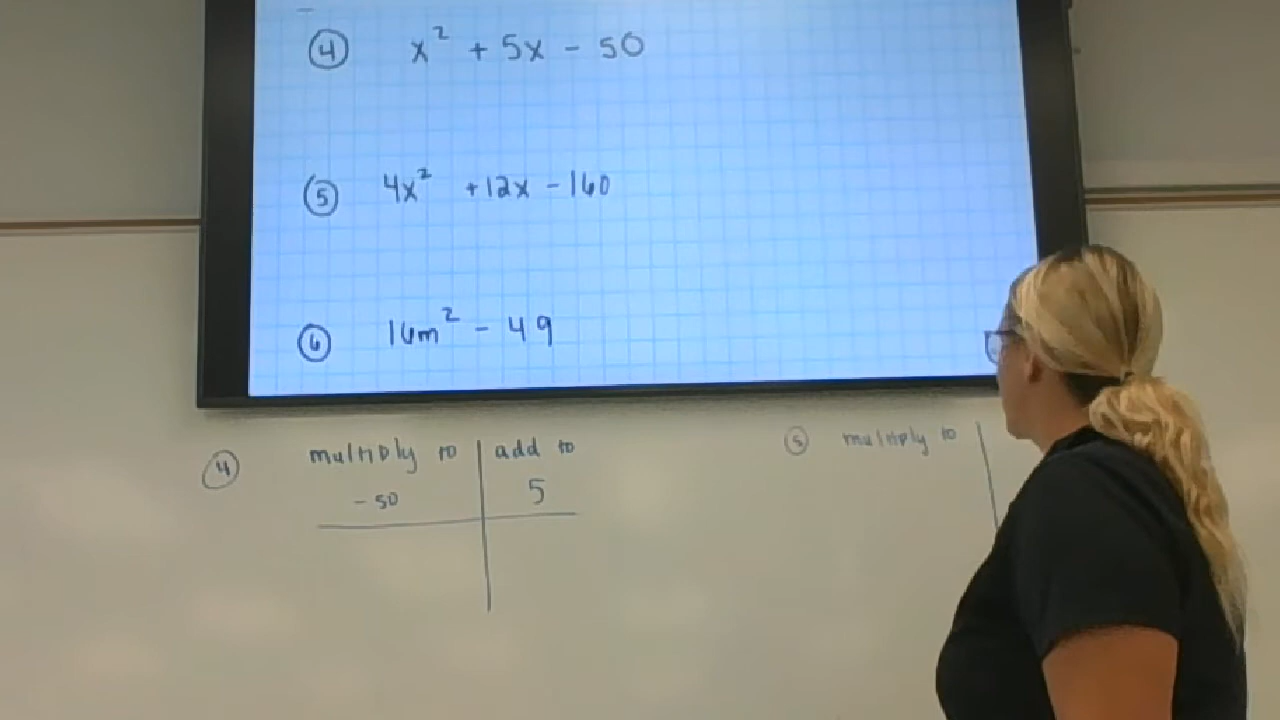 ④ x² + 5x - 50
⑤ 4x² + 12x - 160
⑥ 16m² - 49
④ multiply to | add to
-50 | 5
⑤ multiply to